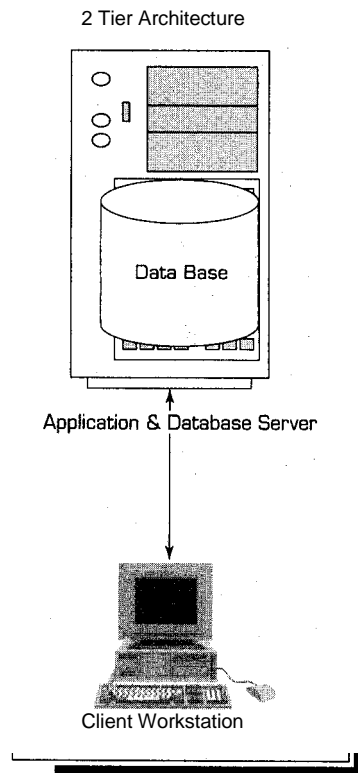 2 Tier Architecture
Data Base
Application & Database Server
Client Workstation